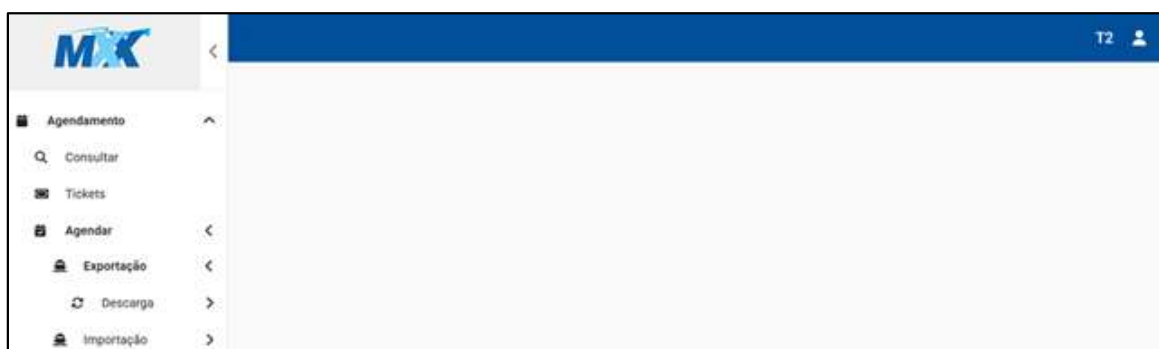 MXK
T2
Agendamento
Consultar
Tickets
Agendar
Exportação
Descarga
Importação